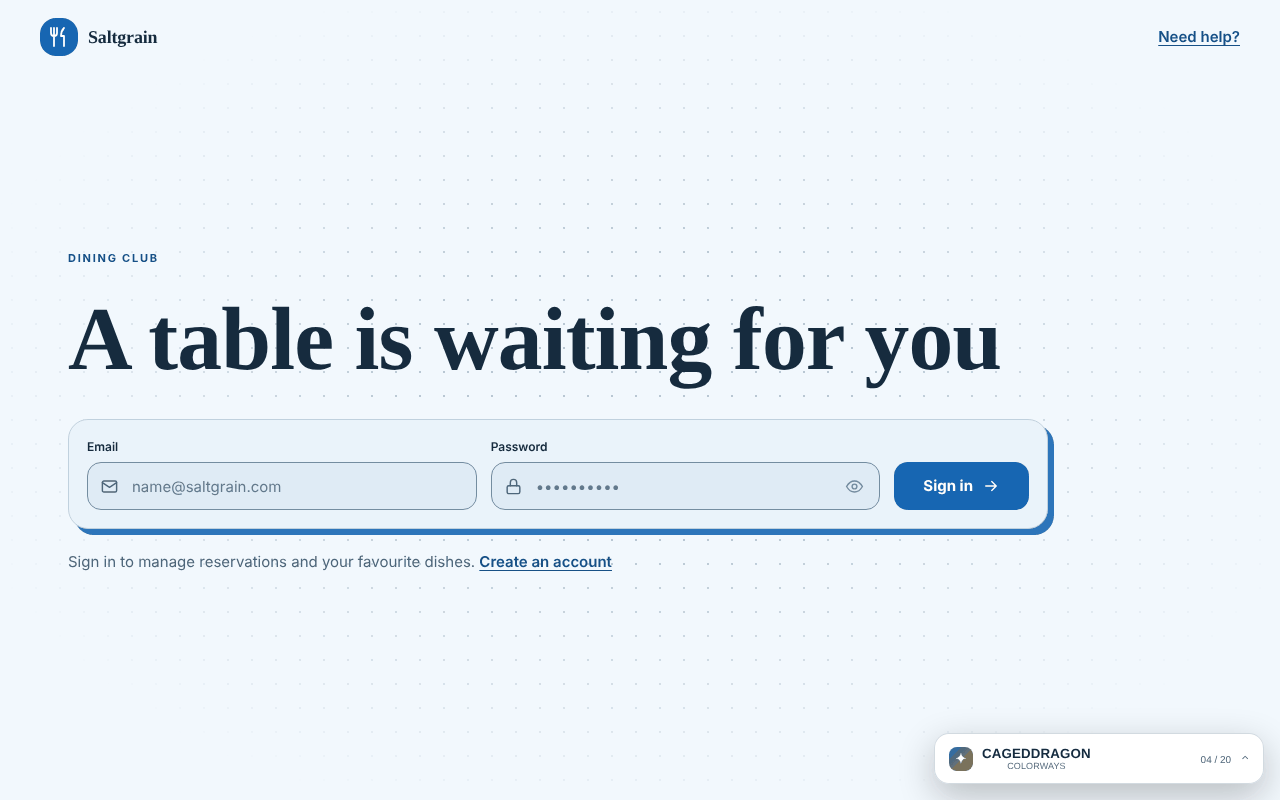 Saltgrain
Need help?
DINING CLUB
A table is waiting for you
Email
Password
name@saltgrain.com
••••••••••
Sign in
Sign in to manage reservations and your favourite dishes. Create an account
CAGEDDRAGON
COLORWAYS
04 / 20